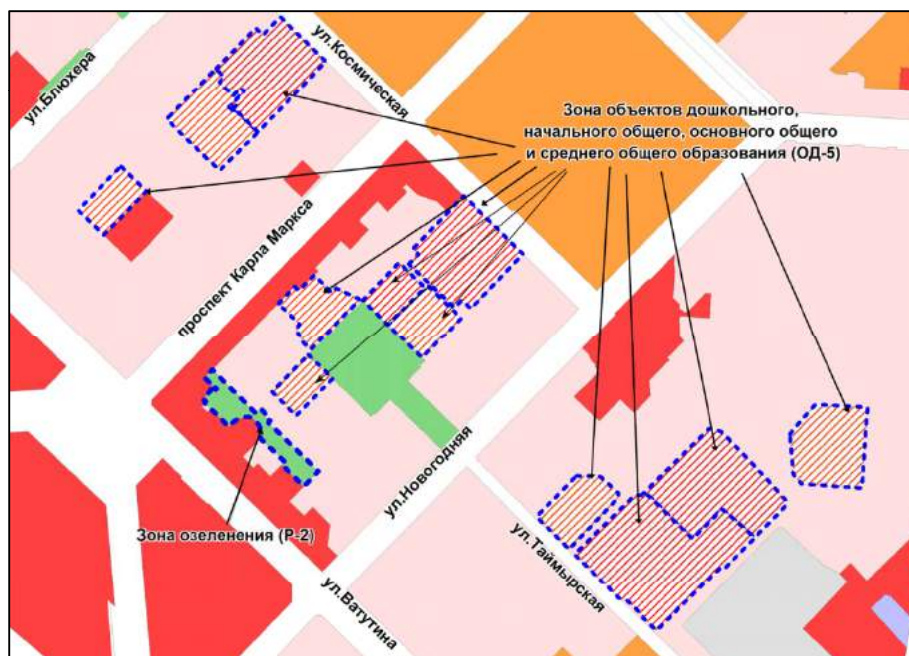 ул.Блюхера
ул.Космическая
Зона объектов дошкольного,
начального общего, основного общего
и среднего общего образования (ОД-5)
проспект Карла Маркса
ул.Новогодняя
Зона озеленения (Р-2)
ул.Таймырская
ул.Ватутина